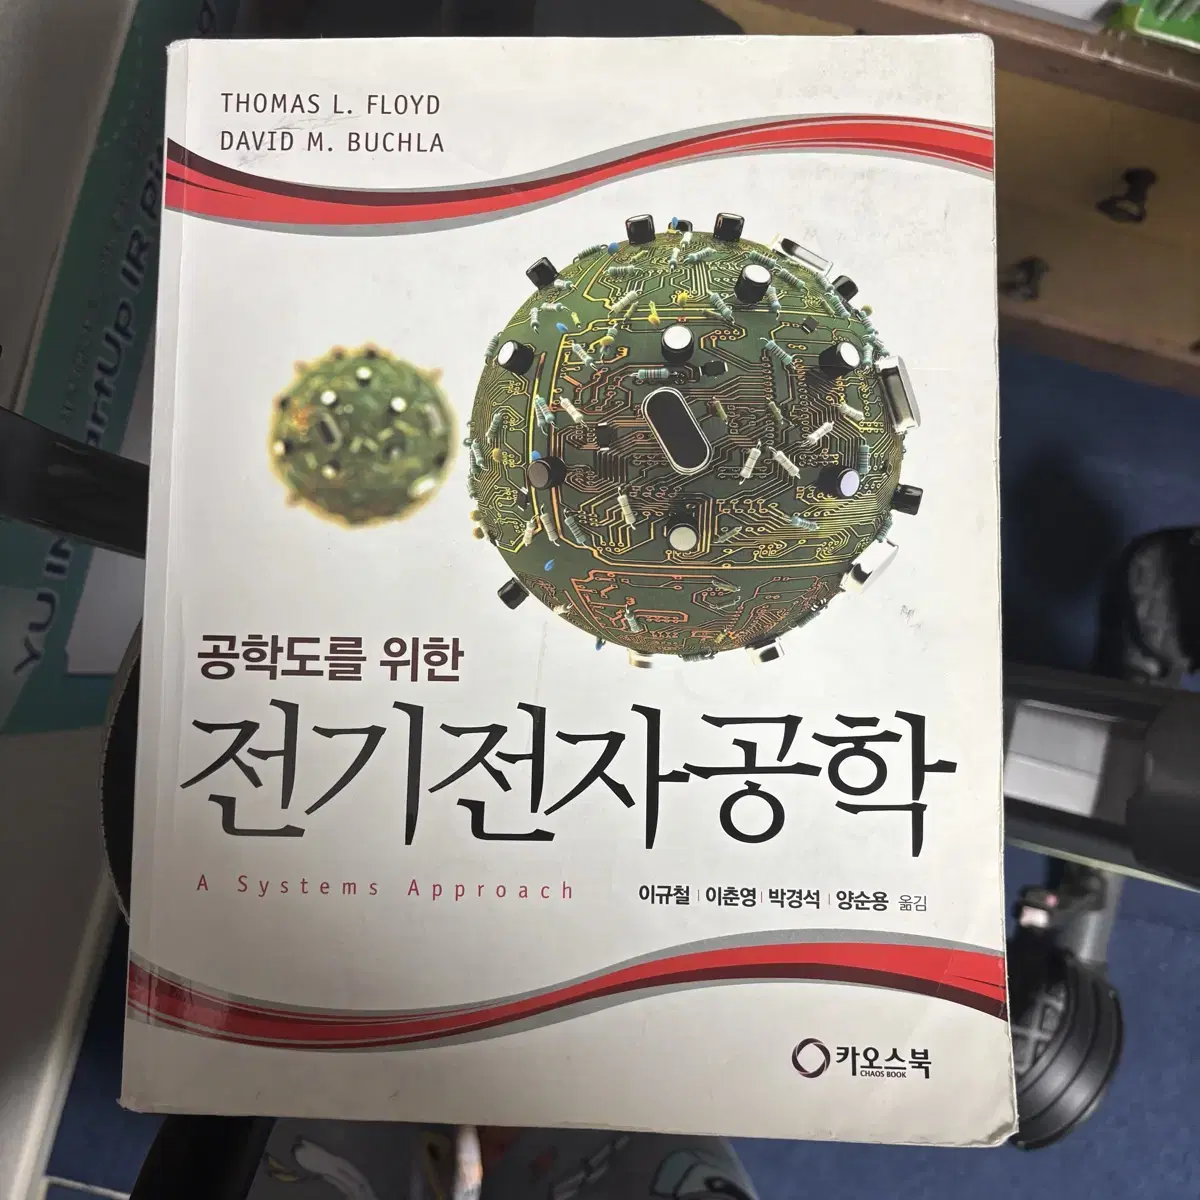 THOMAS L. FLOYD
DAVID M. BUCHLA
공학도를 위한
전기전자공학
A Systems Approach
이규철 | 이춘영 | 박경석 | 양순용 옮김
카오스북
CHAOS BOOK